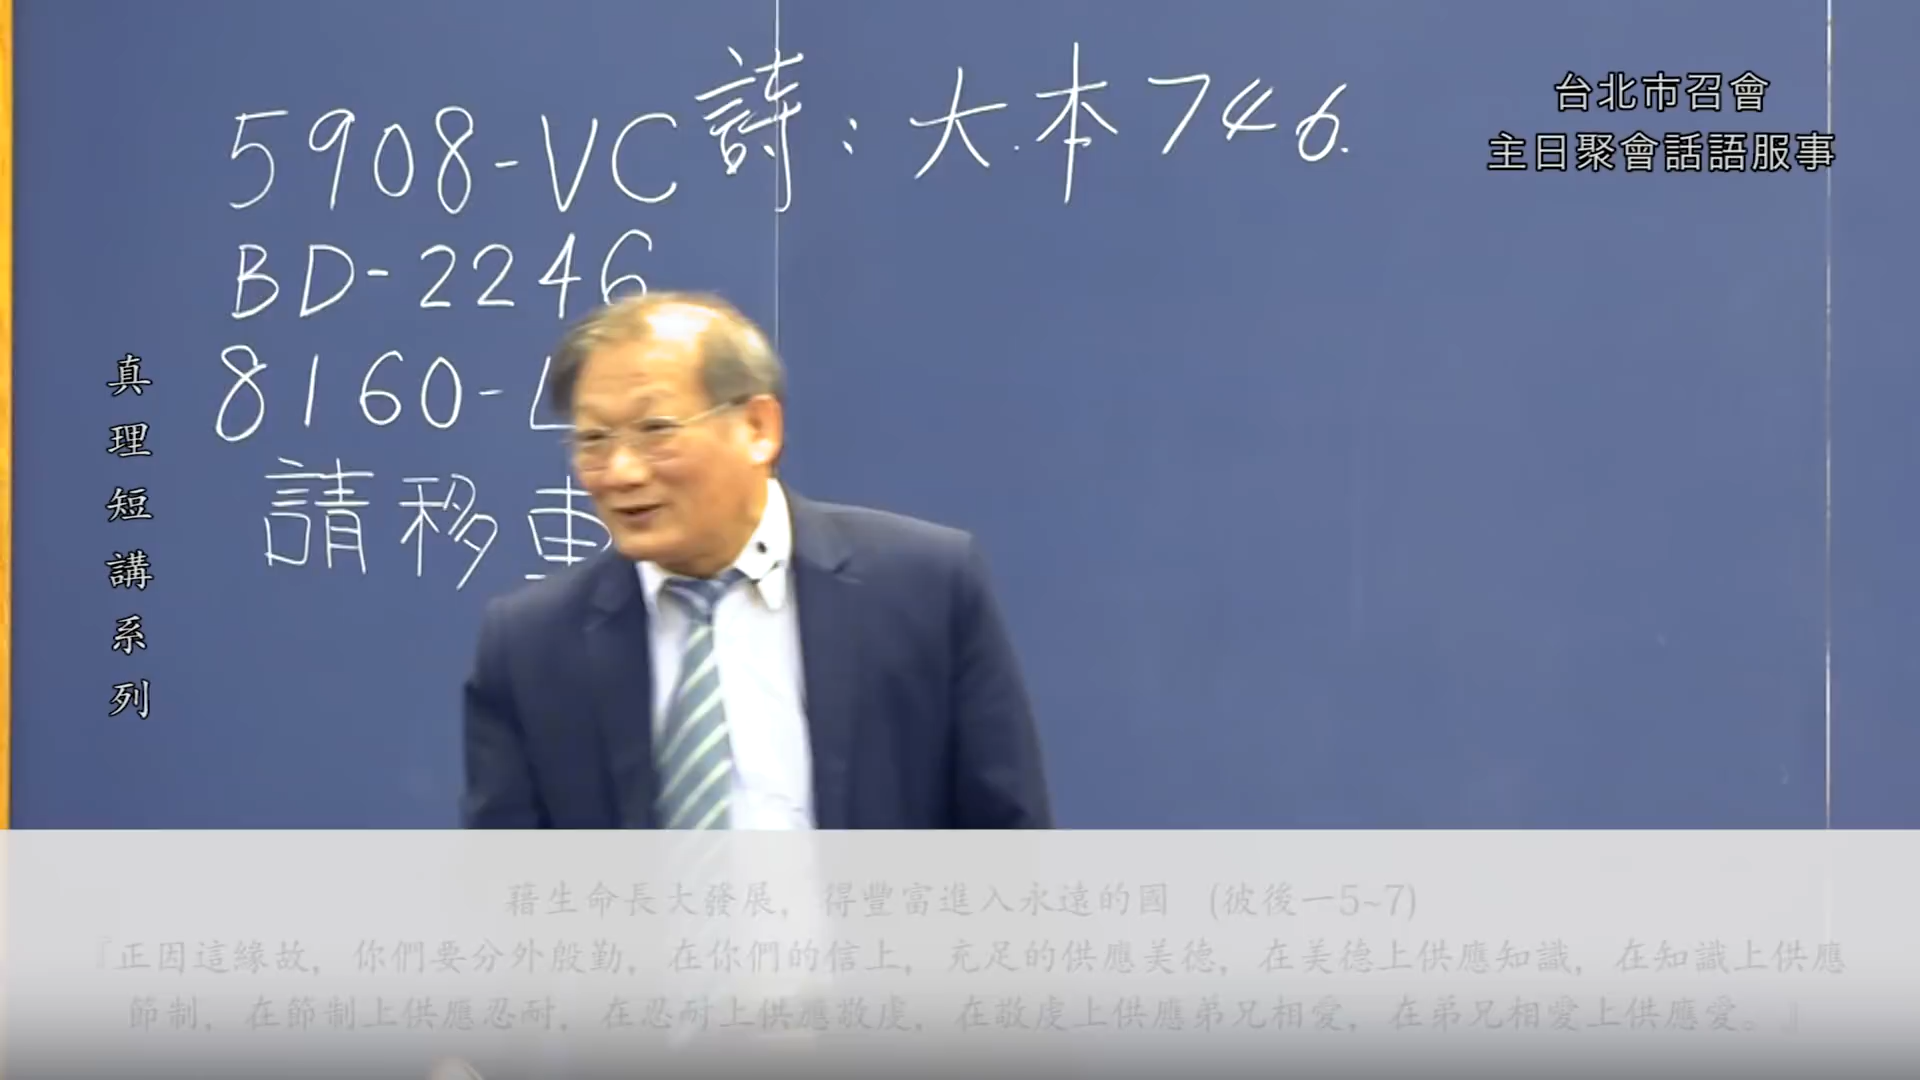 5908-VC 詩：大本746.
BD-2246
8160-L
請移車
台北市召會
主日聚會話語服事
真理短講系列
藉生命長大發展，得豐富進入永遠的國 (彼後一5~7)
『正因這緣故，你們要分外殷勤，在你們的信上，充足的供應美德，在美德上供應知識，在知識上供應
節制，在節制上供應忍耐，在忍耐上供應敬虔，在敬虔上供應弟兄相愛，在弟兄相愛上供應愛。』